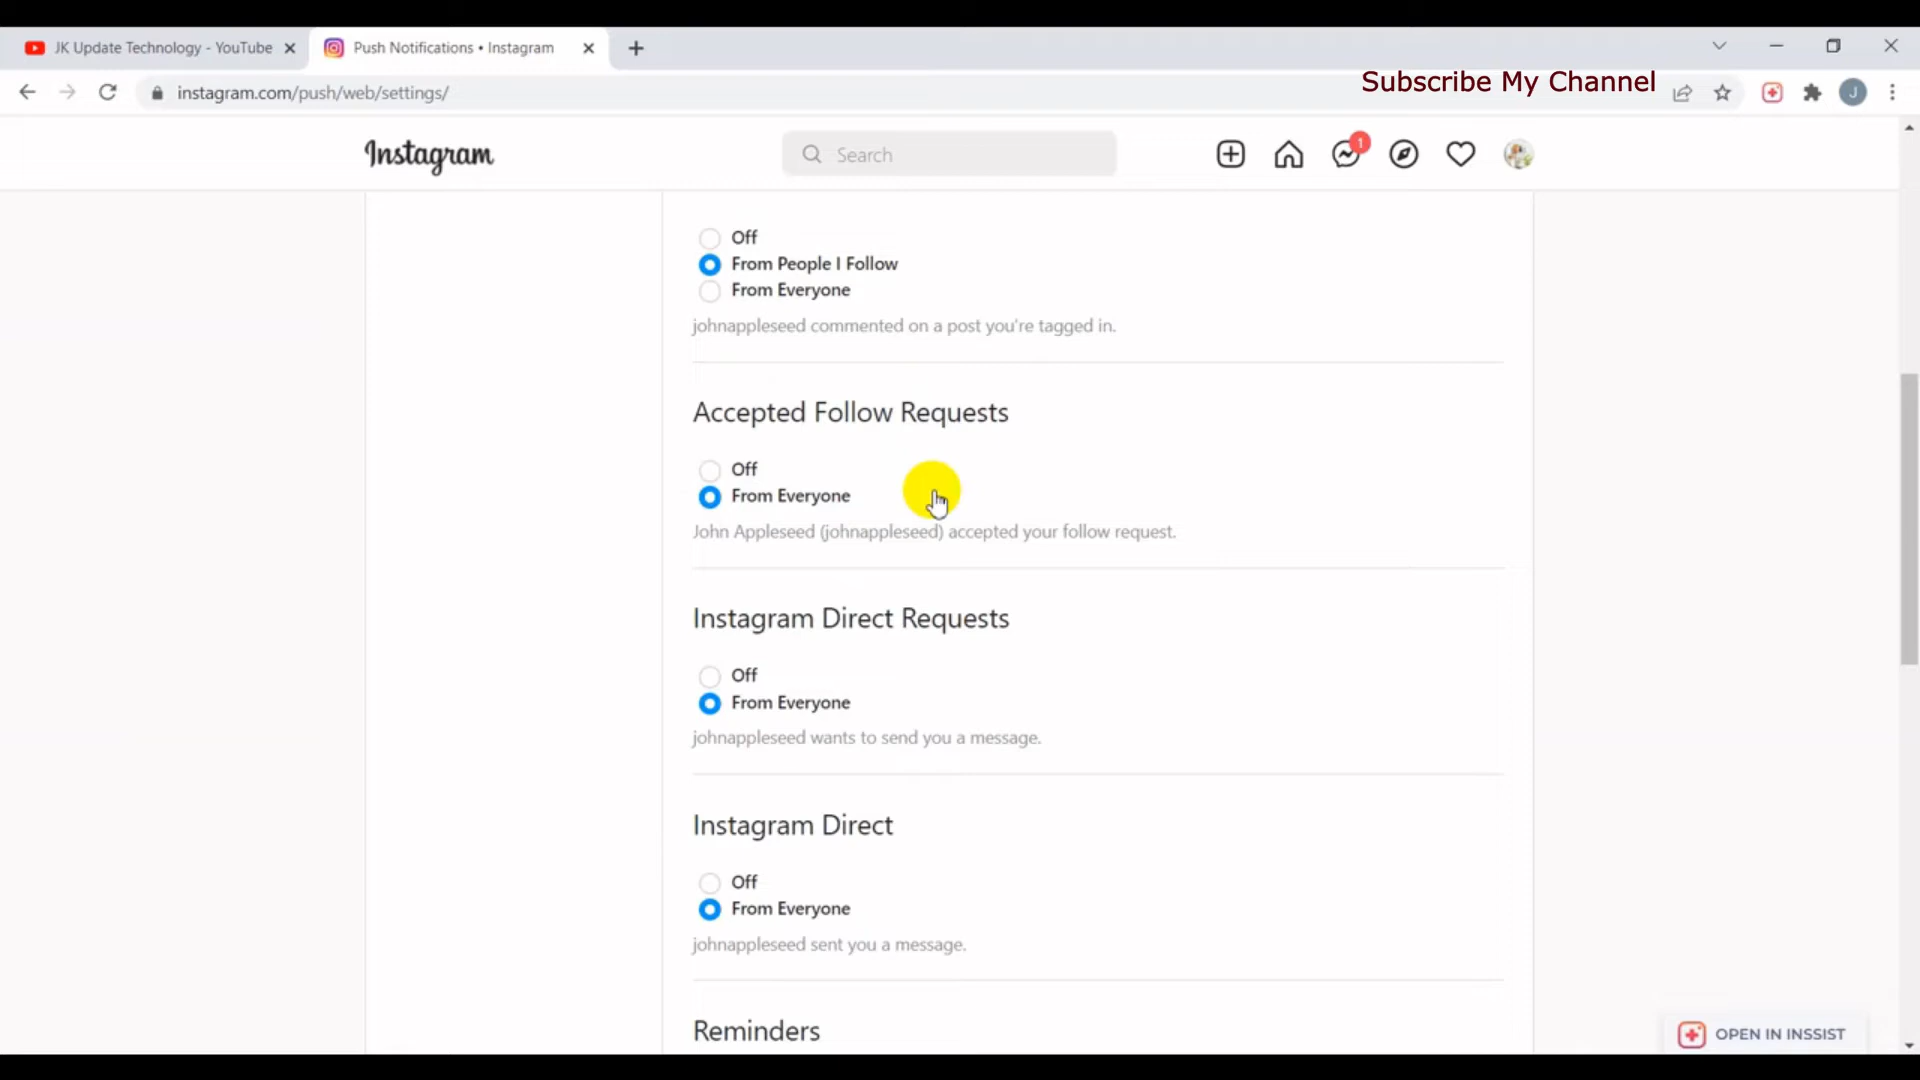 JK Update Technology - YouTube
Push Notifications • Instagram
instagram.com/push/web/settings/
Subscribe My Channel
J
Instagram
Search
1
Off
From People I Follow
From Everyone
johnappleseed commented on a post you're tagged in.
Accepted Follow Requests
Off
From Everyone
John Appleseed (johnappleseed) accepted your follow request.
Instagram Direct Requests
Off
From Everyone
johnappleseed wants to send you a message.
Instagram Direct
Off
From Everyone
johnappleseed sent you a message.
Reminders
OPEN IN INSSIST